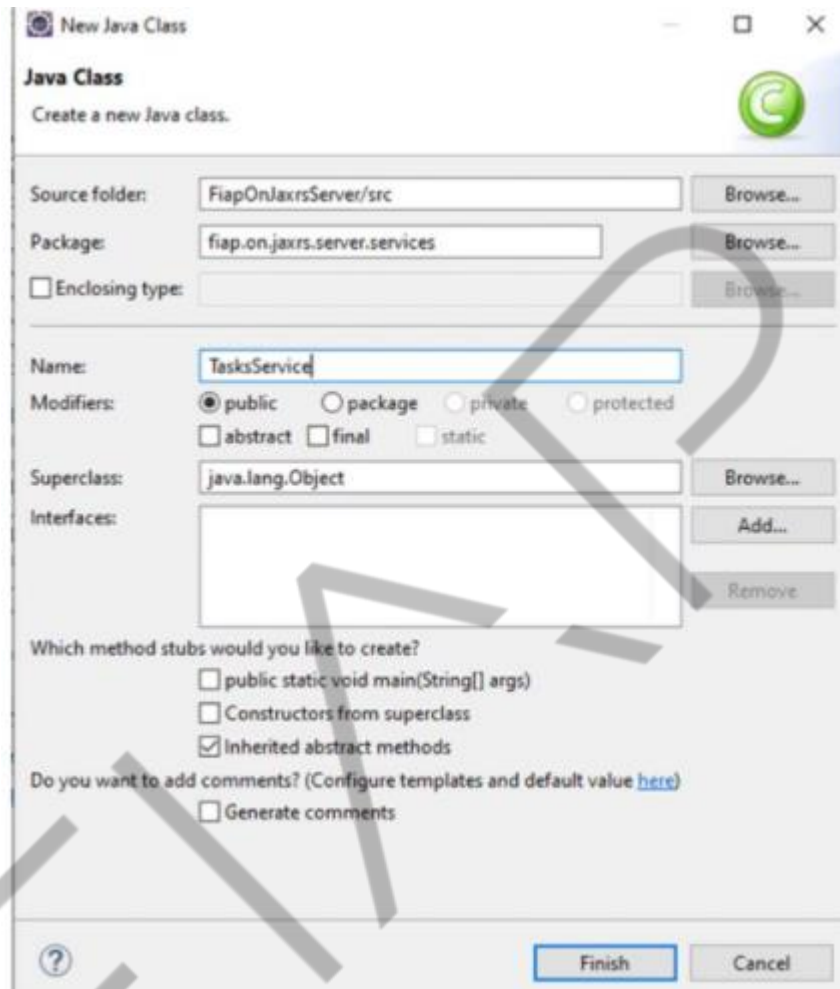 New Java Class
Java Class
Create a new Java class.
C
Source folder: FiapOnJaxrsServer/src Browse...
Package: fiap.on.jaxrs.server.services Browse...
Enclosing type: Browse...
Name: TasksService
Modifiers: public package private protected
abstract final static
Superclass: java.lang.Object Browse...
Interfaces: Add...
Remove
Which method stubs would you like to create?
public static void main(String[] args)
Constructors from superclass
Inherited abstract methods
Do you want to add comments? (Configure templates and default value here)
Generate comments
? Finish Cancel
FIAP